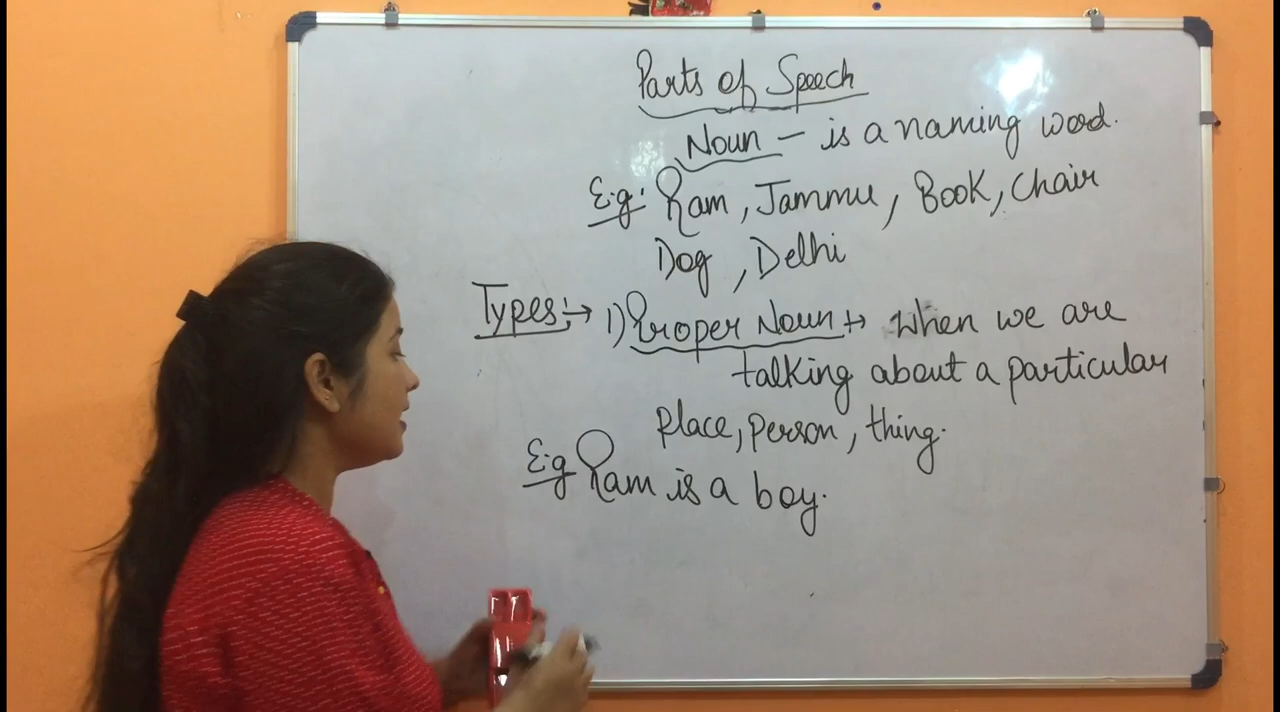 Parts of Speech
Noun – is a naming word.
E.g: Ram, Jammu, Book, Chair
Dog, Delhi
Types:→ 1) Proper Noun → When we are
talking about a particular
place, person, thing.
E.g Ram is a boy.